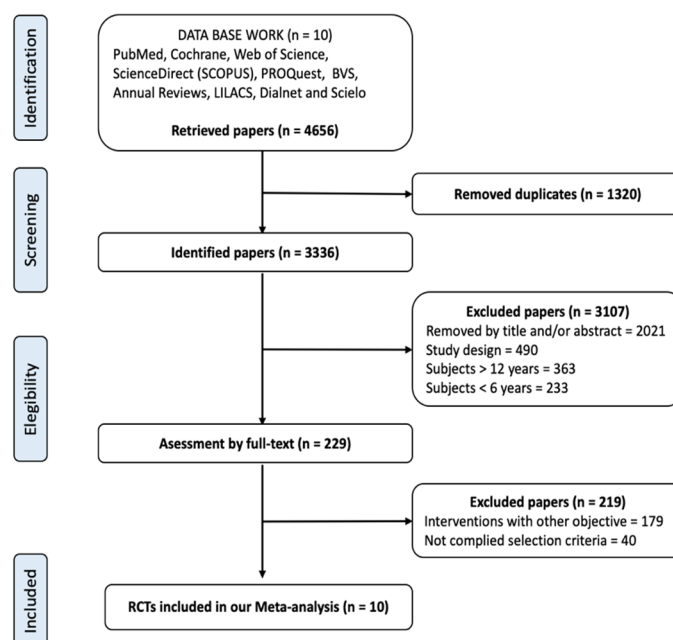 Identification
DATA BASE WORK (n = 10)
PubMed, Cochrane, Web of Science,
ScienceDirect (SCOPUS), PROQuest, BVS,
Annual Reviews, LILACS, Dialnet and Scielo
Retrieved papers (n = 4656)
Screening
Removed duplicates (n = 1320)
Identified papers (n = 3336)
Excluded papers (n = 3107)
Removed by title and/or abstract = 2021
Study design = 490
Subjects > 12 years = 363
Subjects < 6 years = 233
Elegibility
Asessment by full-text (n = 229)
Excluded papers (n = 219)
Interventions with other objective = 179
Not complied selection criteria = 40
Included
RCTs included in our Meta-analysis (n = 10)